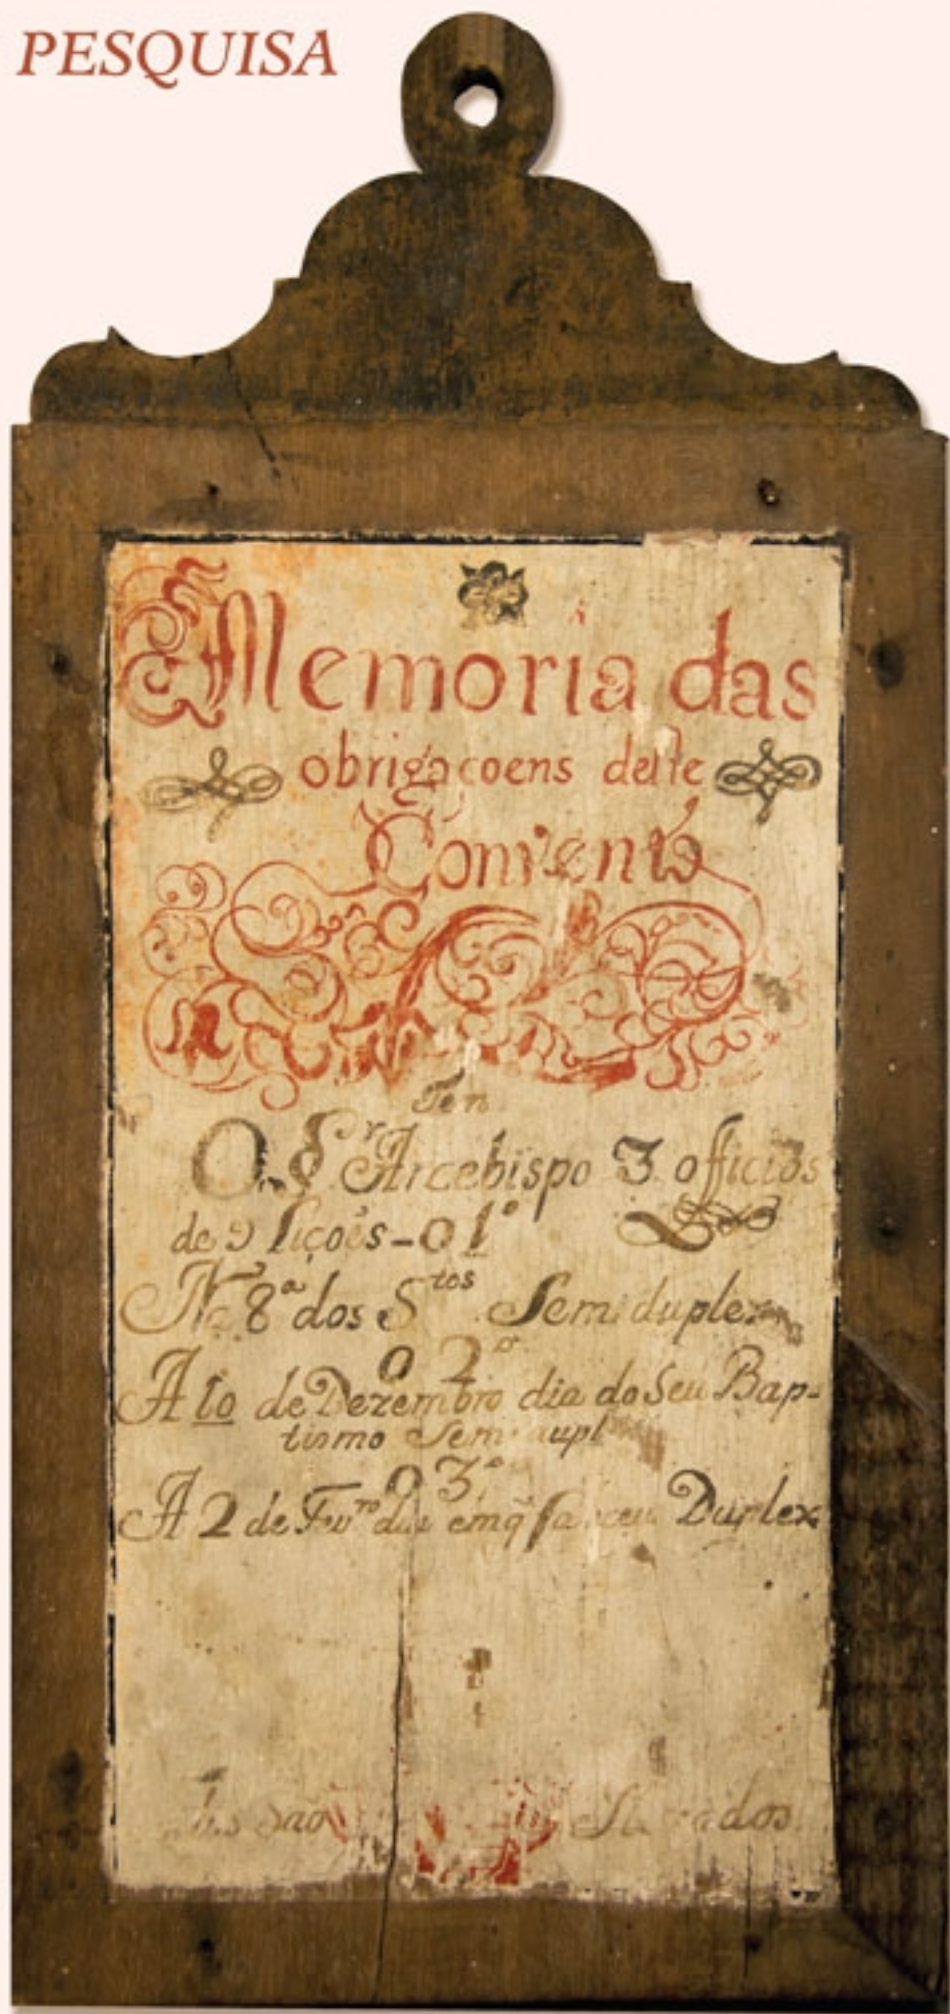 PESQUISA
Memoria das
obrigaçoens deste
Convento
Tem
O. Sr Arcebispo 3 officios
de 9 liçoẽs - o 1º
Na 8ª dos Stos Semiduplex
o 2º
A 10 de Dezembro dia do Seu Bap-
tismo Semidupl
o 3º
A 2 de Fevro dia emq̃ faleceu Duplex